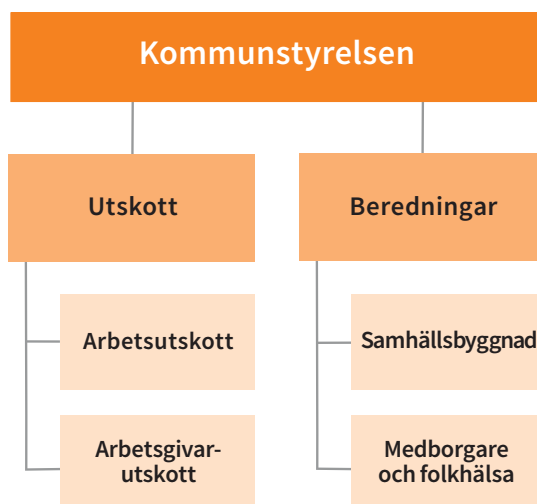 Kommunstyrelsen
Utskott
Arbetsutskott
Arbetsgivar-
utskott
Beredningar
Samhällsbyggnad
Medborgare
och folkhälsa